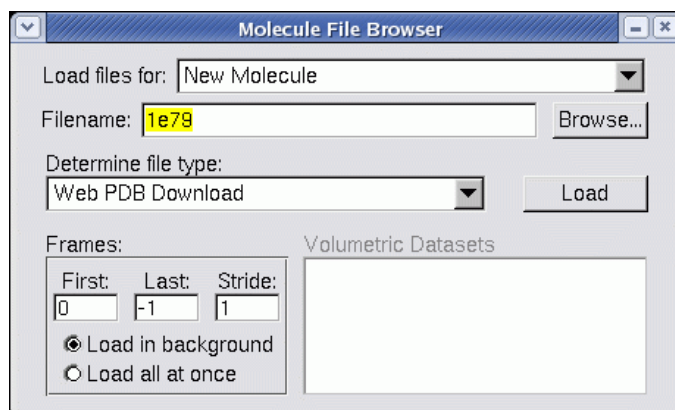 Molecule File Browser
Load files for: New Molecule
Filename: 1e79 Browse...
Determine file type:
Web PDB Download Load
Frames: Volumetric Datasets
First: Last: Stride:
0 -1 1
Load in background
Load all at once